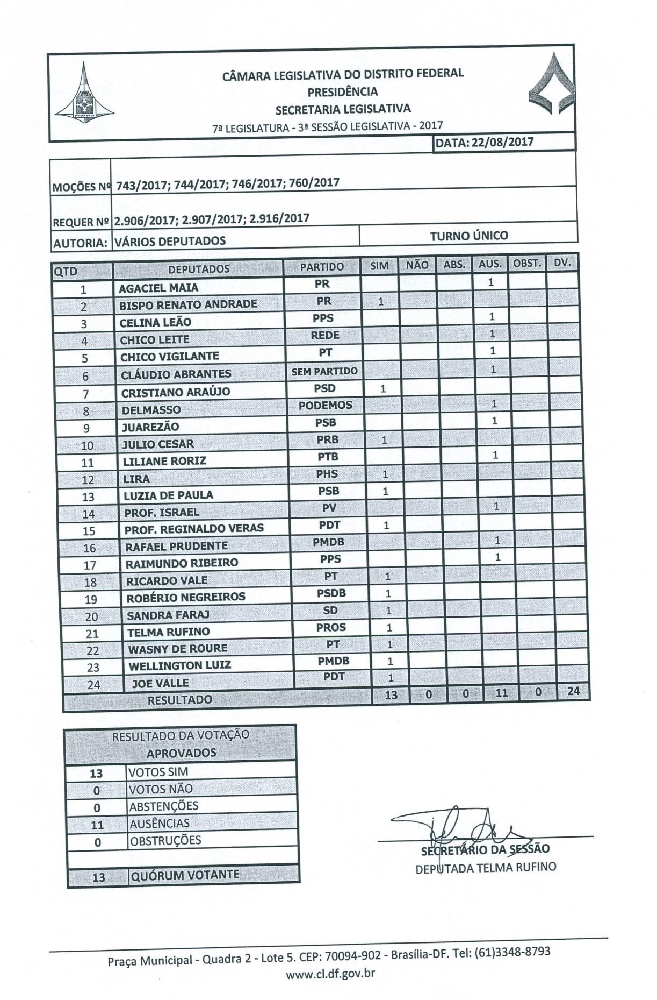 CÂMARA LEGISLATIVA DO DISTRITO FEDERAL
PRESIDÊNCIA
SECRETARIA LEGISLATIVA
7ª LEGISLATURA - 3ª SESSÃO LEGISLATIVA - 2017
DATA: 22/08/2017
MOÇÕES Nº 743/2017; 744/2017; 746/2017; 760/2017
REQUER Nº 2.906/2017; 2.907/2017; 2.916/2017
AUTORIA: VÁRIOS DEPUTADOS TURNO ÚNICO
QTD DEPUTADOS PARTIDO SIM NÃO ABS. AUS. OBST. DV.
1 AGACIEL MAIA PR 1
2 BISPO RENATO ANDRADE PR 1
3 CELINA LEÃO PPS 1
4 CHICO LEITE REDE 1
5 CHICO VIGILANTE PT 1
6 CLÁUDIO ABRANTES SEM PARTIDO 1
7 CRISTIANO ARAÚJO PSD 1
8 DELMASSO PODEMOS 1
9 JUAREZÃO PSB 1
10 JULIO CESAR PRB 1
11 LILIANE RORIZ PTB 1
12 LIRA PHS 1
13 LUZIA DE PAULA PSB 1
14 PROF. ISRAEL PV 1
15 PROF. REGINALDO VERAS PDT 1
16 RAFAEL PRUDENTE PMDB 1
17 RAIMUNDO RIBEIRO PPS 1
18 RICARDO VALE PT 1
19 ROBÉRIO NEGREIROS PSDB 1
20 SANDRA FARAJ SD 1
21 TELMA RUFINO PROS 1
22 WASNY DE ROURE PT 1
23 WELLINGTON LUIZ PMDB 1
24 JOE VALLE PDT 1
RESULTADO 13 0 0 11 0 24
RESULTADO DA VOTAÇÃO
APROVADOS
13 VOTOS SIM
0 VOTOS NÃO
0 ABSTENÇÕES
11 AUSÊNCIAS
0 OBSTRUÇÕES
13 QUÓRUM VOTANTE
SECRETÁRIO DA SESSÃO
DEPUTADA TELMA RUFINO
Praça Municipal - Quadra 2 - Lote 5. CEP: 70094-902 - Brasília-DF. Tel: (61)3348-8793
www.cl.df.gov.br